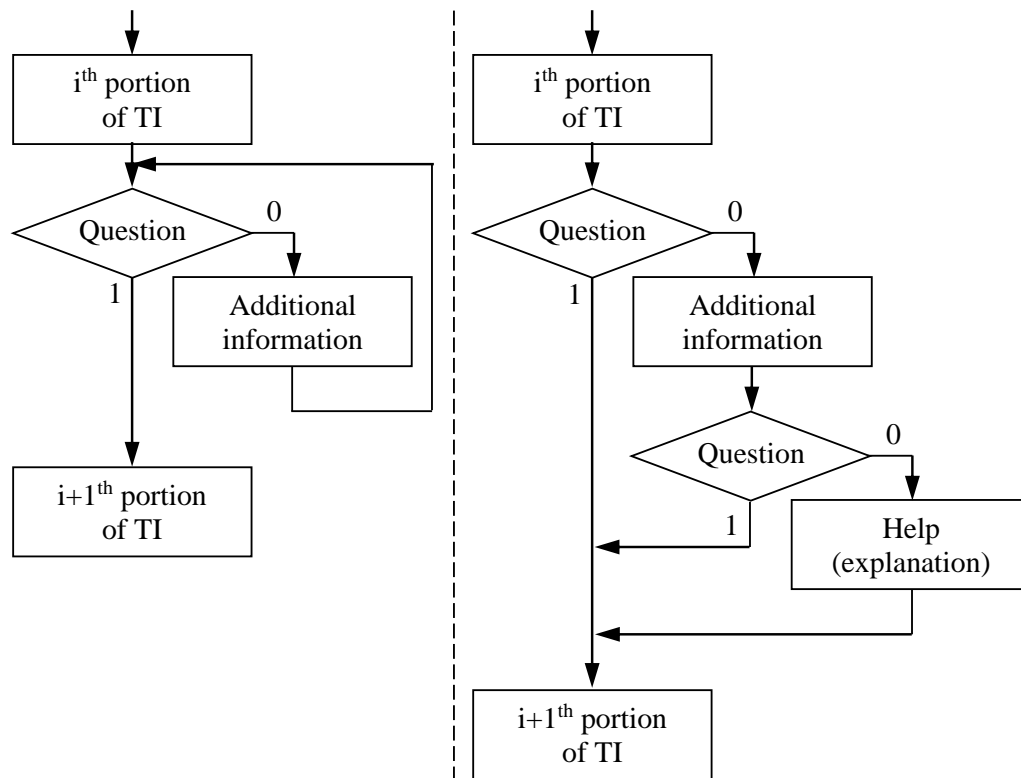 i^th portion
of TI
Question
0
1
Additional
information
i+1^th portion
of TI
i^th portion
of TI
Question
0
1
Additional
information
Question
0
1
Help
(explanation)
i+1^th portion
of TI